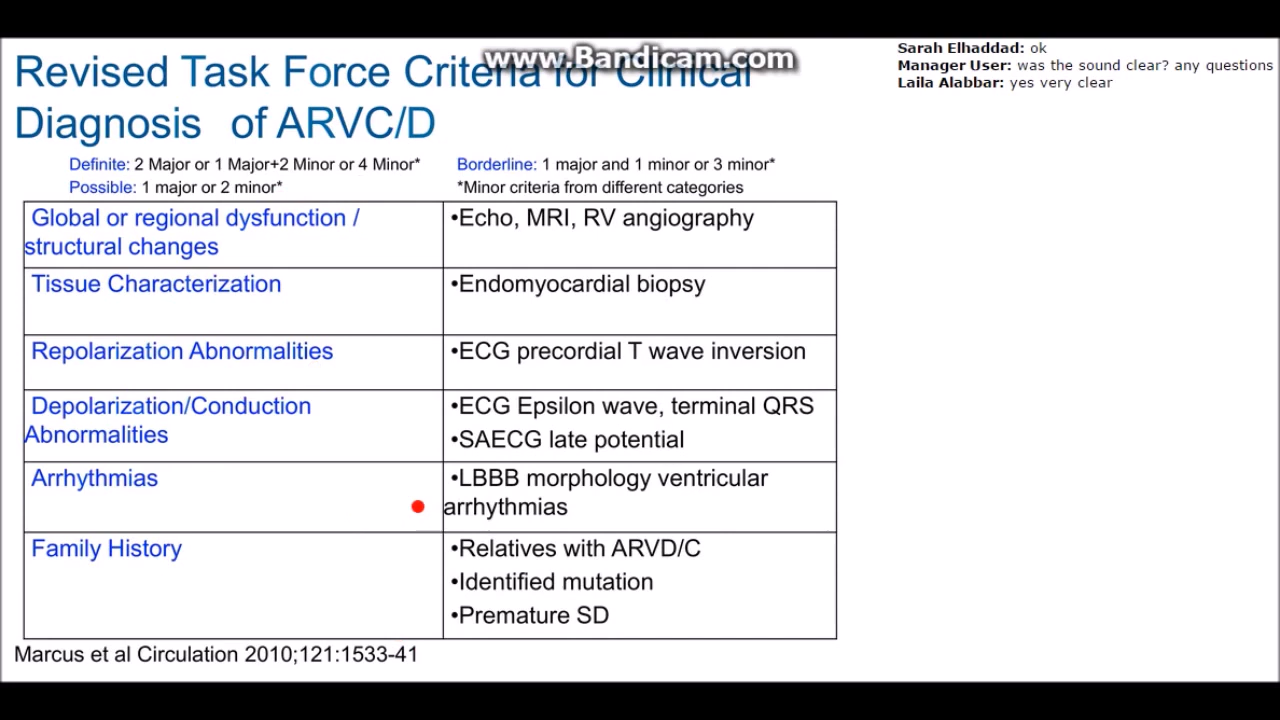 www.Bandicam.com
Revised Task Force Criteria for Clinical
Diagnosis of ARVC/D
Definite: 2 Major or 1 Major+2 Minor or 4 Minor*
Borderline: 1 major and 1 minor or 3 minor*
Possible: 1 major or 2 minor*
*Minor criteria from different categories
Global or regional dysfunction /
structural changes
•Echo, MRI, RV angiography
Tissue Characterization
•Endomyocardial biopsy
Repolarization Abnormalities
•ECG precordial T wave inversion
Depolarization/Conduction
Abnormalities
•ECG Epsilon wave, terminal QRS
•SAECG late potential
Arrhythmias
•LBBB morphology ventricular
arrhythmias
Family History
•Relatives with ARVD/C
•Identified mutation
•Premature SD
Marcus et al Circulation 2010;121:1533-41
Sarah Elhaddad: ok
Manager User: was the sound clear? any questions
Laila Alabbar: yes very clear